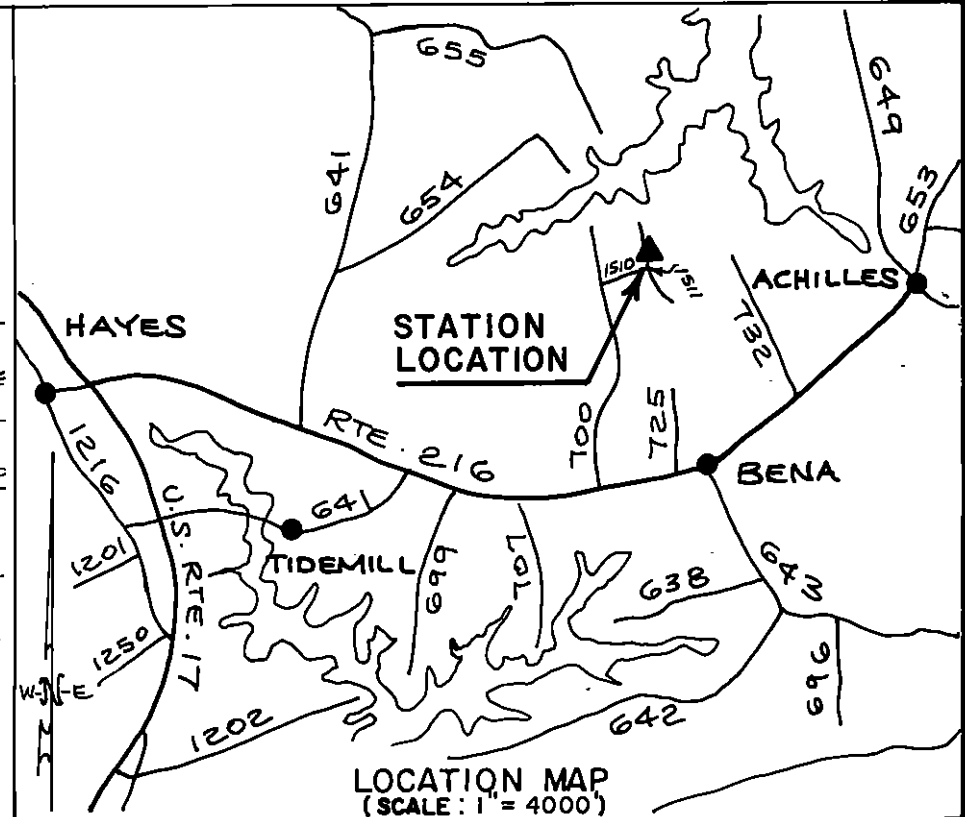 655
649
641
654
653
1510
1511
ACHILLES
HAYES
STATION
LOCATION
732
RTE. 216
700
725
BENA
1216
U.S. RTE. 17
641
TIDEMILL
1201
699
701
638
643
1250
W-N-E
1202
642
696
LOCATION MAP
(SCALE: 1" = 4000')